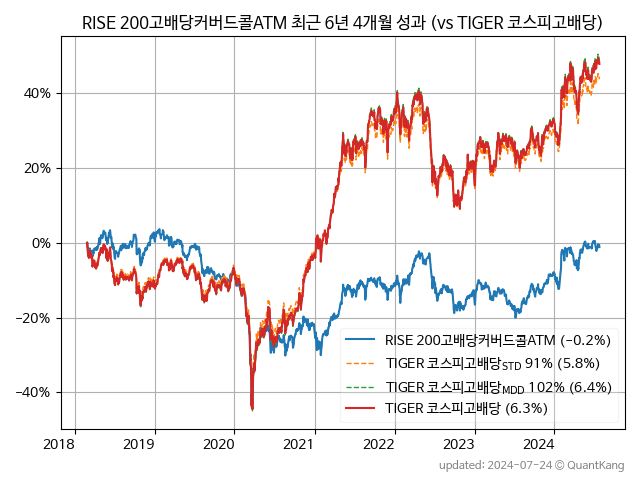 RISE 200고배당커버드콜ATM 최근 6년 4개월 성과 (vs TIGER 코스피고배당)
40%
20%
0%
−20%
−40%
RISE 200고배당커버드콜ATM (−0.2%)
TIGER 코스피고배당STD 91% (5.8%)
TIGER 코스피고배당MDD 102% (6.4%)
TIGER 코스피고배당 (6.3%)
2018 2019 2020 2021 2022 2023 2024
updated: 2024-07-24 © QuantKang